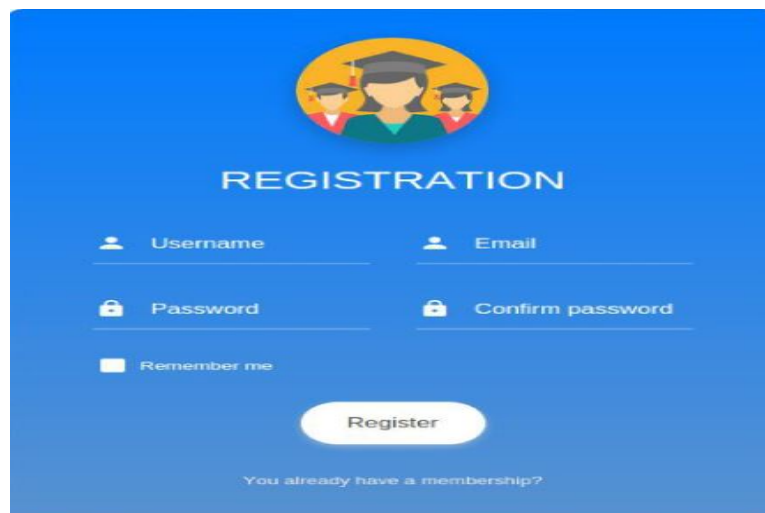 REGISTRATION
Username Email
Password Confirm password
Remember me
Register
You already have a membership?